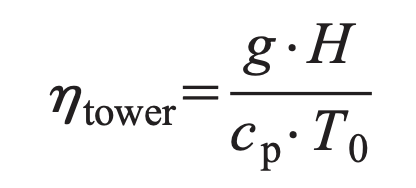 η_tower = (g · H) / (c_p · T_0)